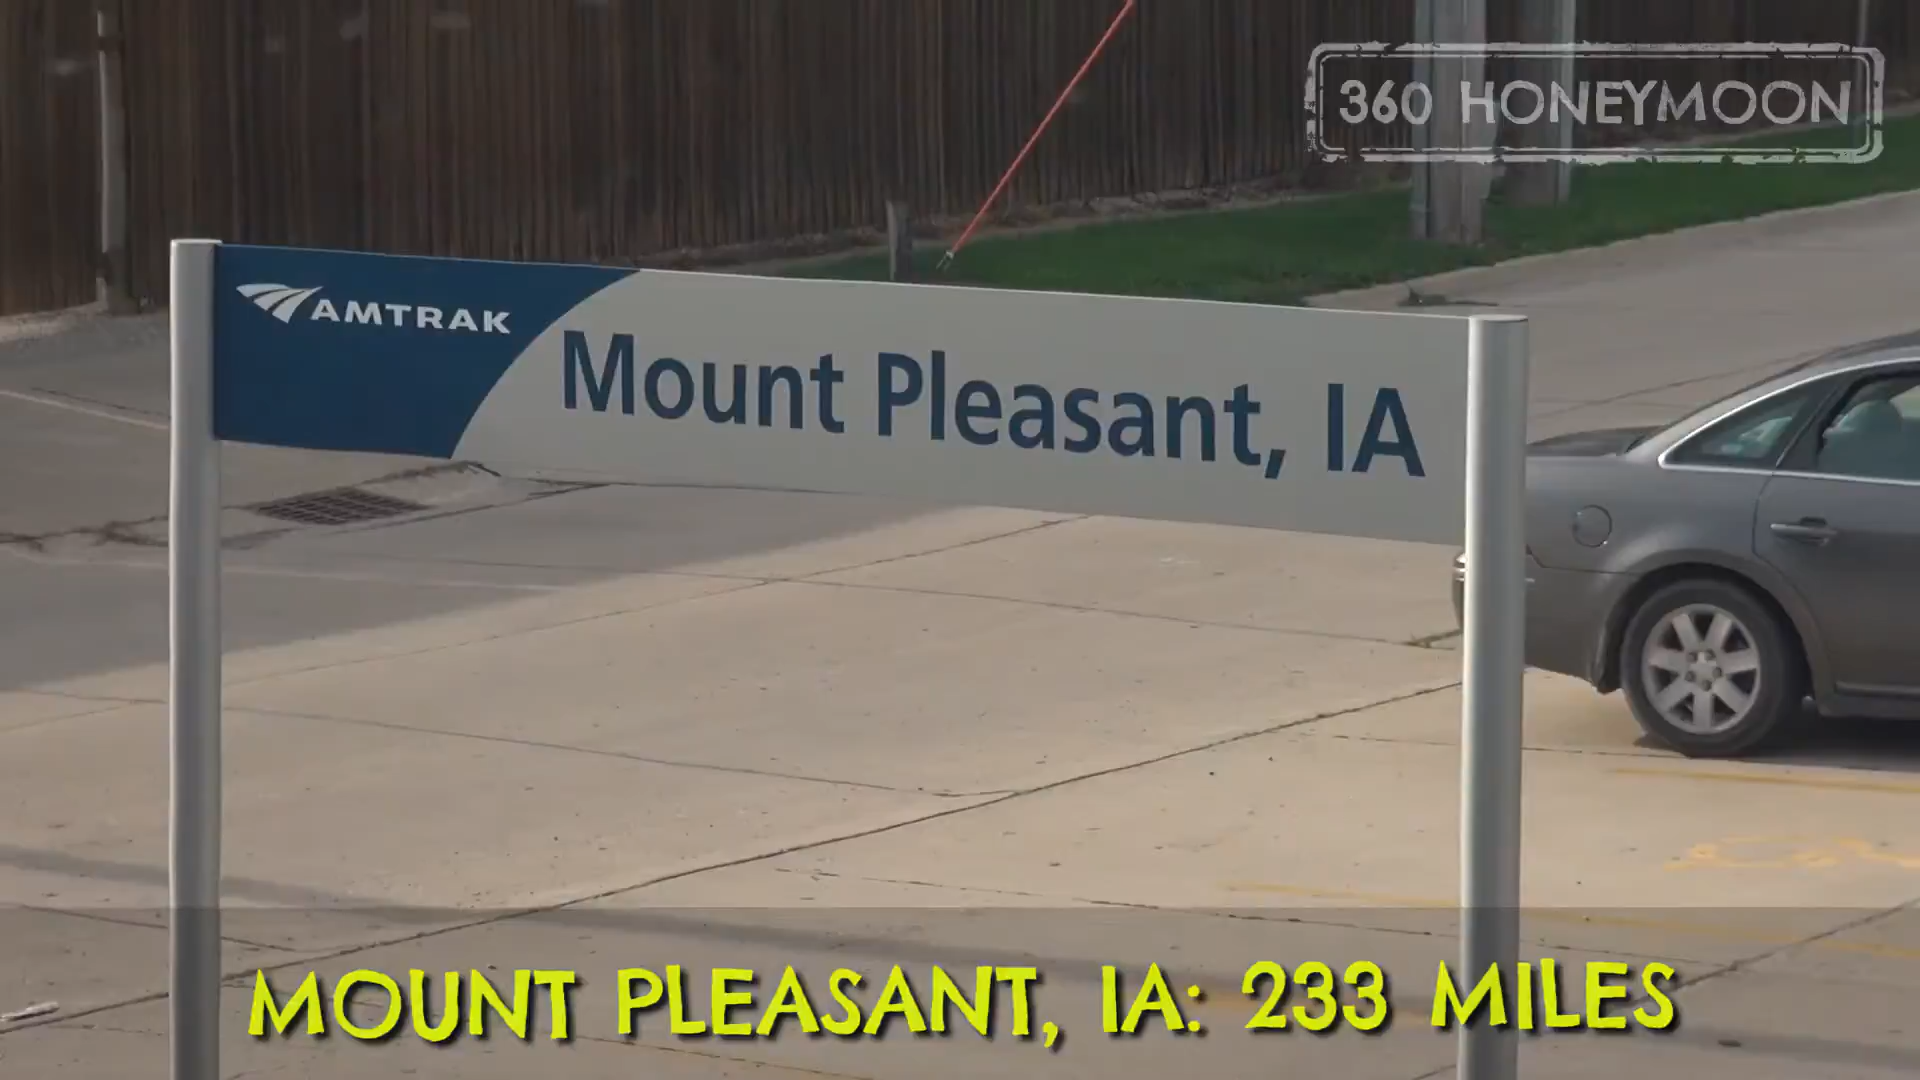 360 HONEYMOON
AMTRAK
Mount Pleasant, IA
MOUNT PLEASANT, IA: 233 MILES